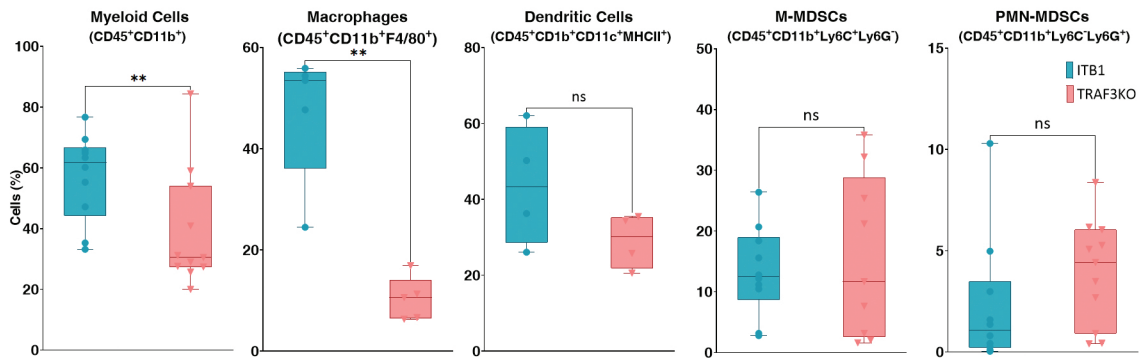 Myeloid Cells
(CD45⁺CD11b⁺)
Macrophages
(CD45⁺CD11b⁺F4/80⁺)
Dendritic Cells
(CD45⁺CD1b⁺CD11c⁺MHCII⁺)
M-MDSCs
(CD45⁺CD11b⁺Ly6C⁺Ly6G⁻)
PMN-MDSCs
(CD45⁺CD11b⁺Ly6C⁻Ly6G⁺)
Cells (%)
100
80
60
40
20
0
**
60
40
20
0
**
80
60
40
20
0
ns
50
40
30
20
10
0
ns
15
10
5
0
ns
ITB1
TRAF3KO